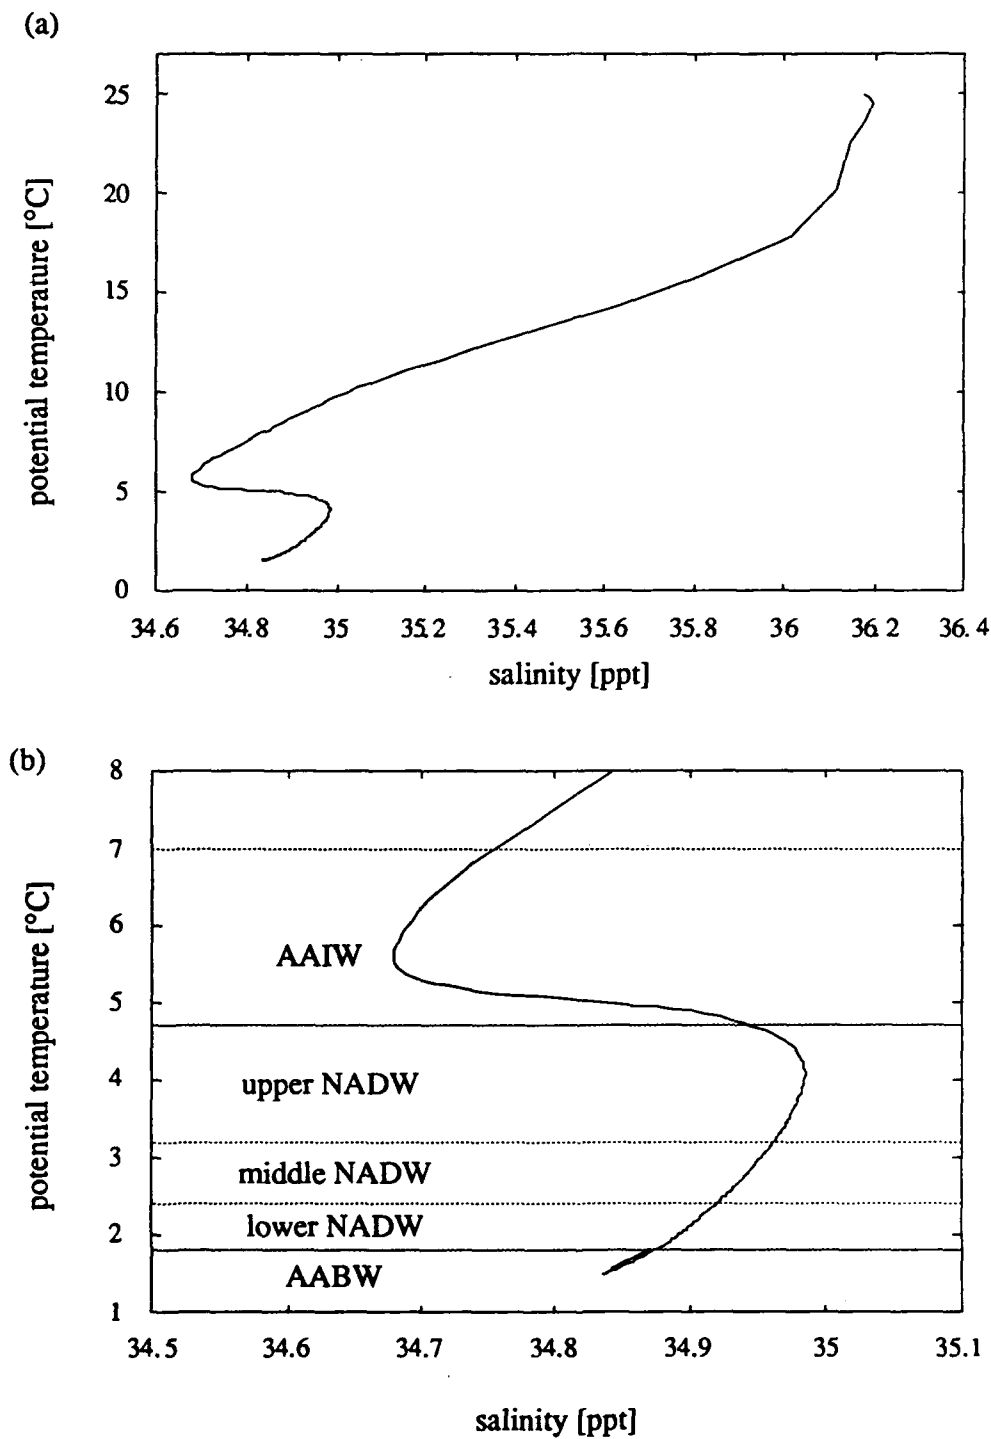 (a)
25
20
15
10
5
0
potential temperature [°C]
34.6 34.8 35 35.2 35.4 35.6 35.8 36 36.2 36.4
salinity [ppt]
(b)
8
7
6
5
4
3
2
1
potential temperature [°C]
AAIW
upper NADW
middle NADW
lower NADW
AABW
34.5 34.6 34.7 34.8 34.9 35 35.1
salinity [ppt]